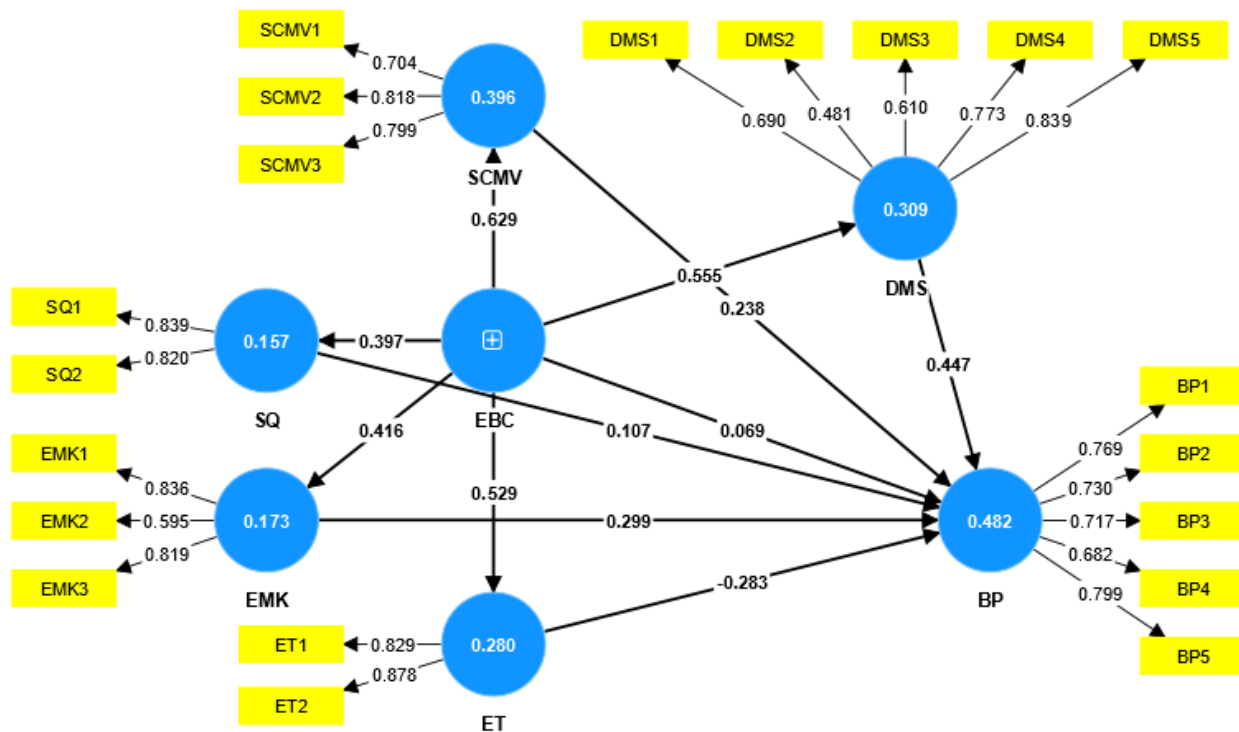 SCMV1
SCMV2
SCMV3
0.704
0.818
0.799
0.396
SCMV
0.629
DMS1
DMS2
DMS3
DMS4
DMS5
0.690
0.481
0.610
0.773
0.839
0.309
DMS
0.555
0.238
0.447
SQ1
SQ2
0.839
0.820
0.157
SQ
0.397
EBC
0.416
0.107
0.069
0.529
EMK1
EMK2
EMK3
0.836
0.595
0.819
0.173
EMK
0.299
-0.283
ET1
ET2
0.829
0.878
0.280
ET
0.482
BP
0.769
0.730
0.717
0.682
0.799
BP1
BP2
BP3
BP4
BP5